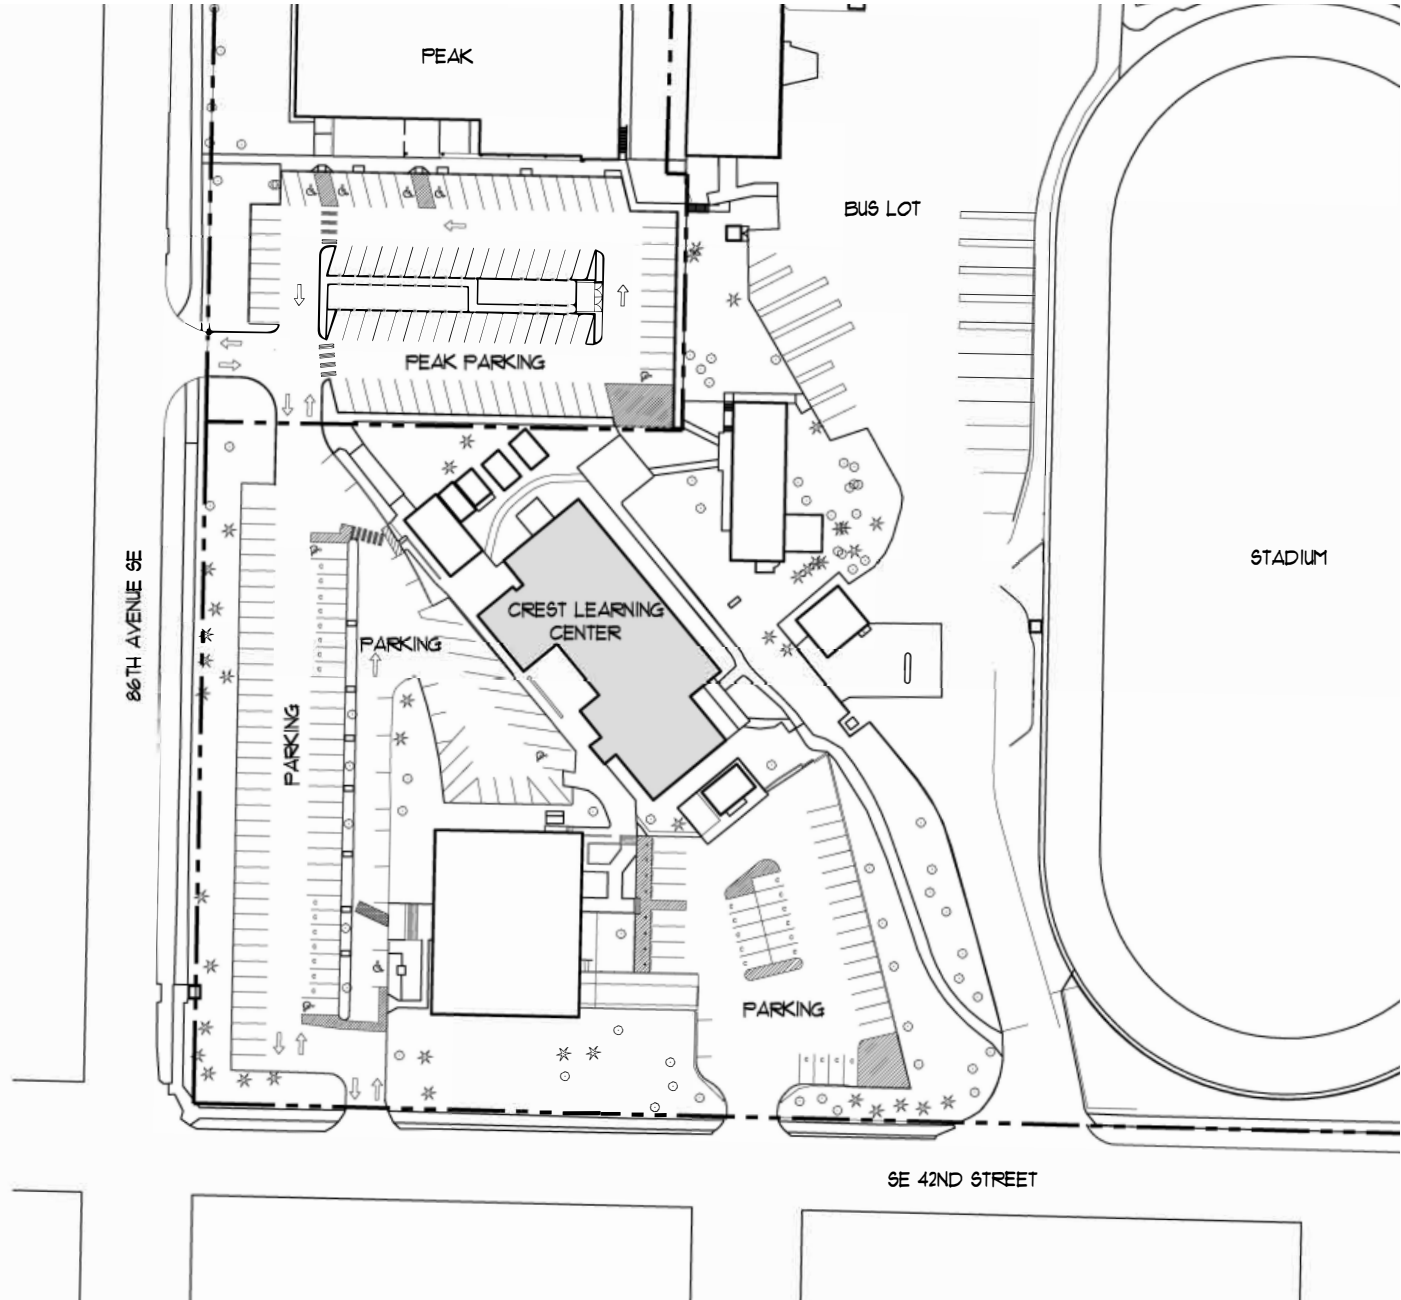 PEAK
BUS LOT
PEAK PARKING
86TH AVENUE SE
STADIUM
CREST LEARNING
CENTER
PARKING
PARKING
PARKING
SE 42ND STREET